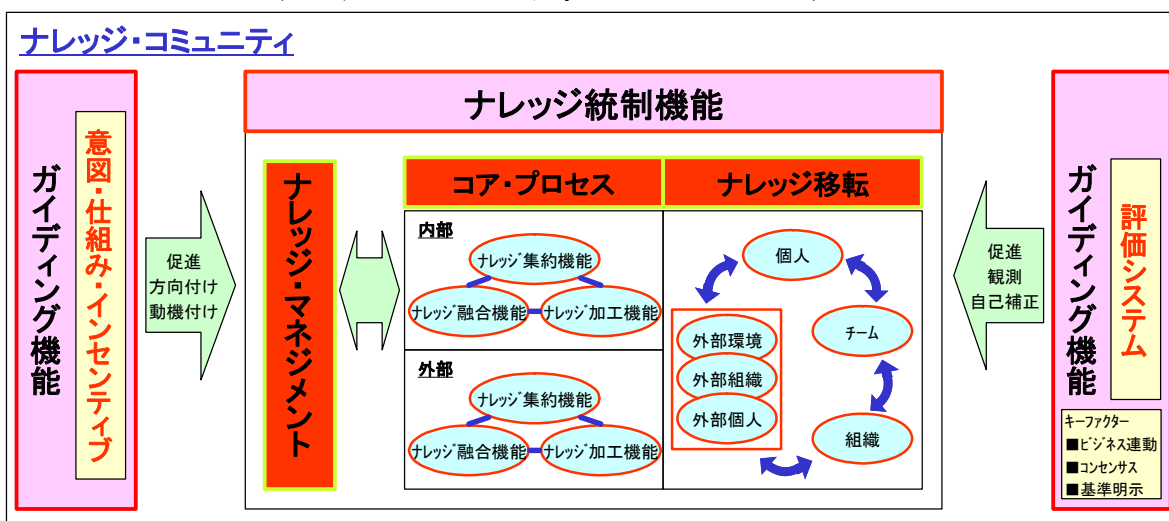 ナレッジ・コミュニティ
ガイディング機能
意図・仕組み・インセンティブ
促進
方向付け
動機付け
ナレッジ統制機能
ナレッジ・マネジメント
コア・プロセス
内部
ナレッジ集約機能
ナレッジ融合機能
ナレッジ加工機能
外部
ナレッジ集約機能
ナレッジ融合機能
ナレッジ加工機能
ナレッジ移転
個人
チーム
組織
外部環境
外部組織
外部個人
促進
観測
自己補正
ガイディング機能
評価システム
キーファクター
■ビジネス連動
■コンセンサス
■基準明示